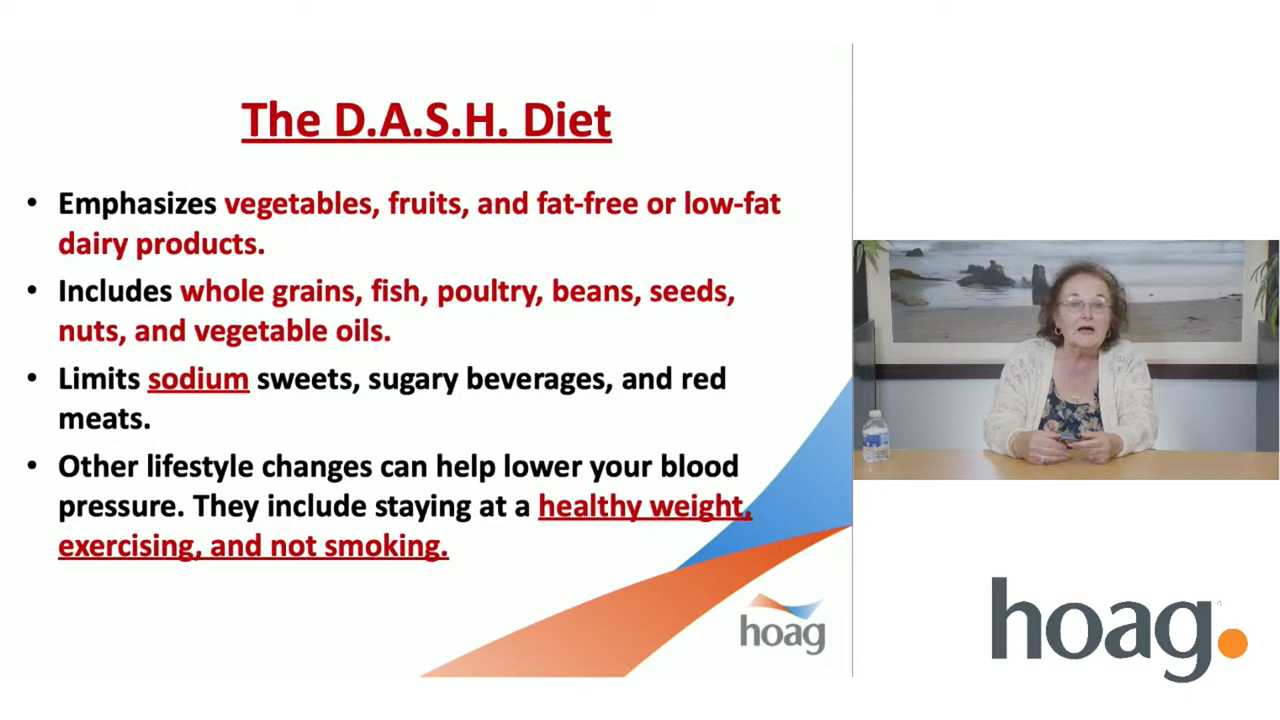 The D.A.S.H. Diet
• Emphasizes vegetables, fruits, and fat-free or low-fat
dairy products.
• Includes whole grains, fish, poultry, beans, seeds,
nuts, and vegetable oils.
• Limits sodium sweets, sugary beverages, and red
meats.
• Other lifestyle changes can help lower your blood
pressure. They include staying at a healthy weight,
exercising, and not smoking.
hoag
hoag.